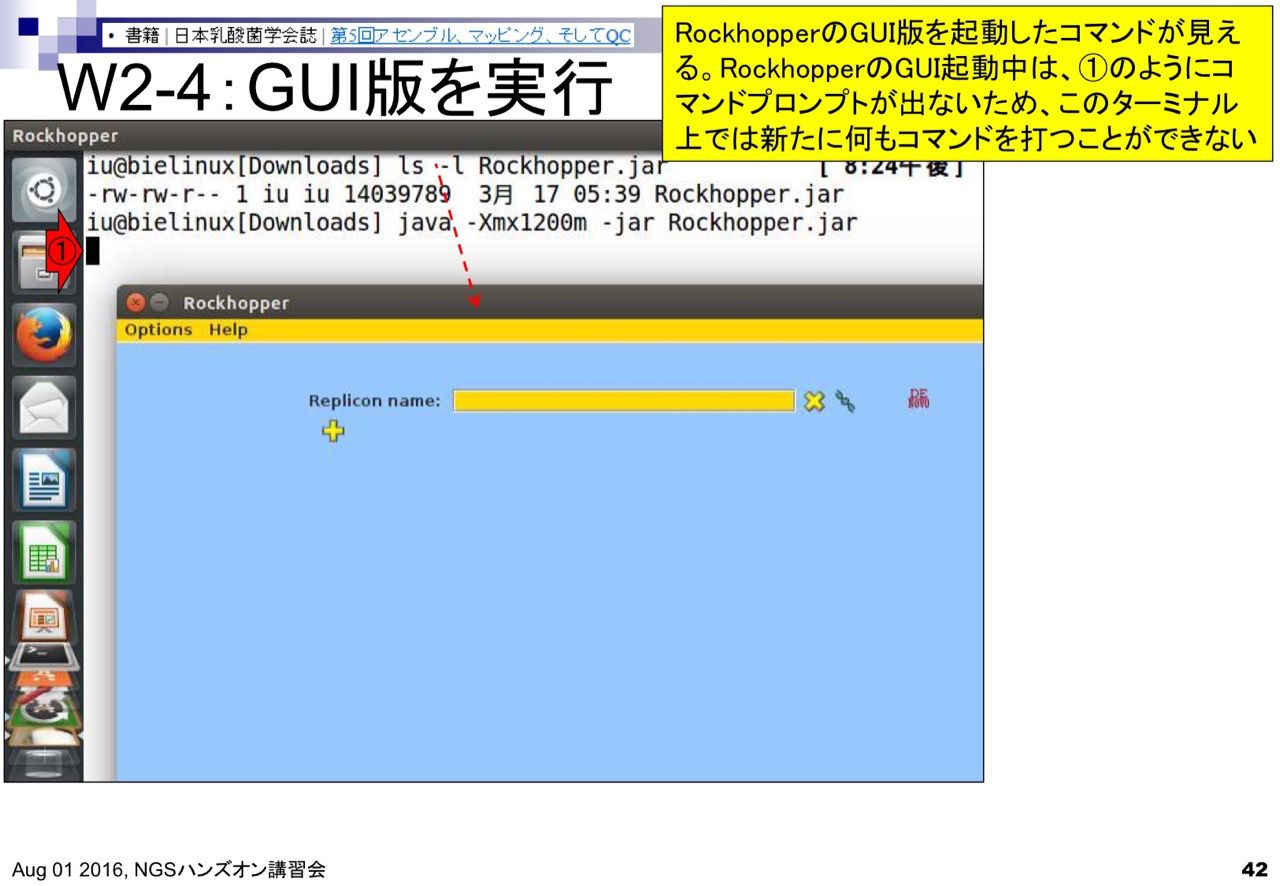 • 書籍 | 日本乳酸菌学会誌 | 第5回アセンブル、マッピング、そしてQC
W2-4:GUI版を実行
RockhopperのGUI版を起動したコマンドが見え
る。RockhopperのGUI起動中は、①のようにコ
マンドプロンプトが出ないため、このターミナル
上では新たに何もコマンドを打つことができない
Rockhopper
iu@bielinux[Downloads] ls -l Rockhopper.jar [ 8:24午後]
-rw-rw-r-- 1 iu iu 14039789 3月 17 05:39 Rockhopper.jar
iu@bielinux[Downloads] java -Xmx1200m -jar Rockhopper.jar
①
Rockhopper
Options Help
Replicon name:
DE
NOVO
Aug 01 2016, NGSハンズオン講習会
42